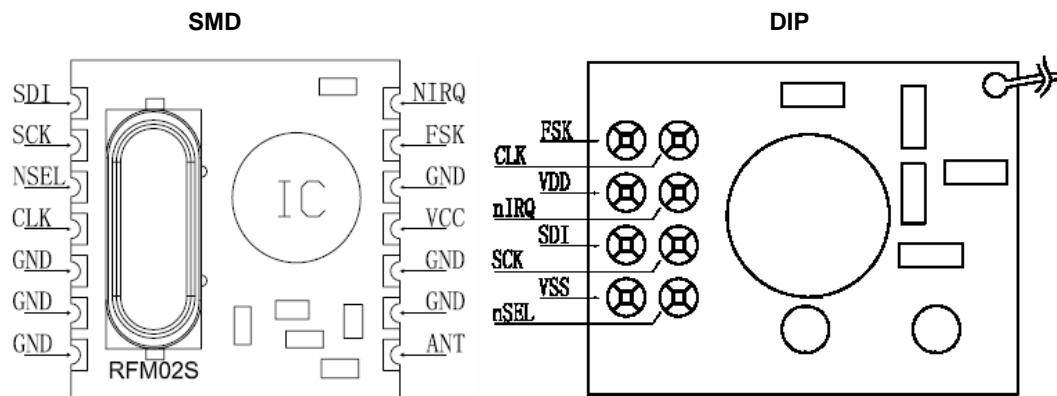 SMD
DIP
SDI
SCK
NSEL
CLK
GND
GND
GND
NIRQ
FSK
GND
VCC
GND
GND
ANT
IC
RFM02S
FSK
CLK
VDD
nIRQ
SDI
SCK
VSS
nSEL